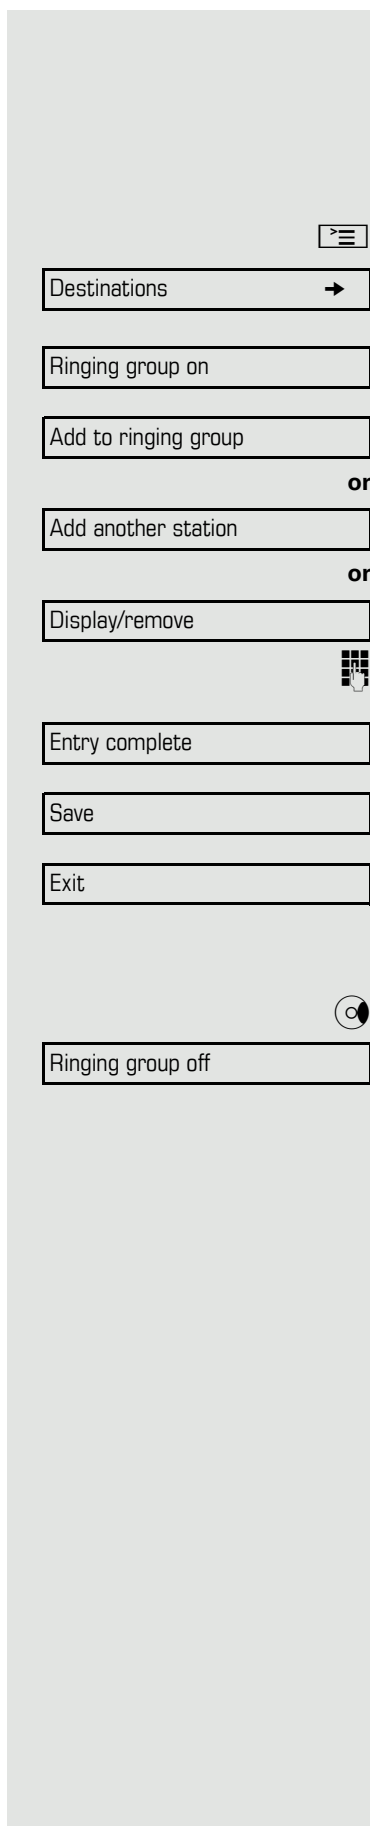 Destinations
Ringing group on
Add to ringing group
or
Add another station
or
Display/remove
Entry complete
Save
Exit
Ringing group off